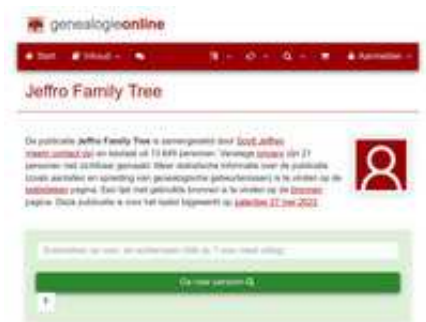 genealogieonline
Start Inhoud Aanmelden
Jeffro Family Tree
De publicatie Jeffro Family Tree is samengesteld door Scott Jeffro
(neem contact op) en bestaat uit personen. Vanwege privacy zijn 21
personen niet zichtbaar gemaakt. Meer statistische informatie over de publicatie
(zoals aantallen en spreiding van genealogische gebeurtenissen) is te vinden op de
statistieken pagina. Een lijst met gebruikte bronnen is te vinden op de bronnen
pagina. Deze publicatie is voor het laatst bijgewerkt op zaterdag 27 mei 2023.
Ga naar persoon